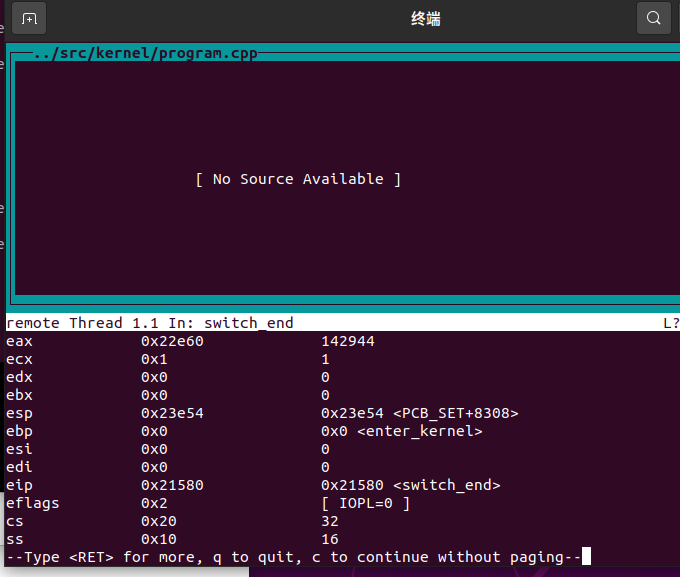 终端
../src/kernel/program.cpp
[ No Source Available ]
remote Thread 1.1 In: switch_end L?
eax 0x22e60 142944
ecx 0x1 1
edx 0x0 0
ebx 0x0 0
esp 0x23e54 0x23e54 <PCB_SET+8308>
ebp 0x0 0x0 <enter_kernel>
esi 0x0 0
edi 0x0 0
eip 0x21580 0x21580 <switch_end>
eflags 0x2 [ IOPL=0 ]
cs 0x20 32
ss 0x10 16
--Type <RET> for more, q to quit, c to continue without paging--